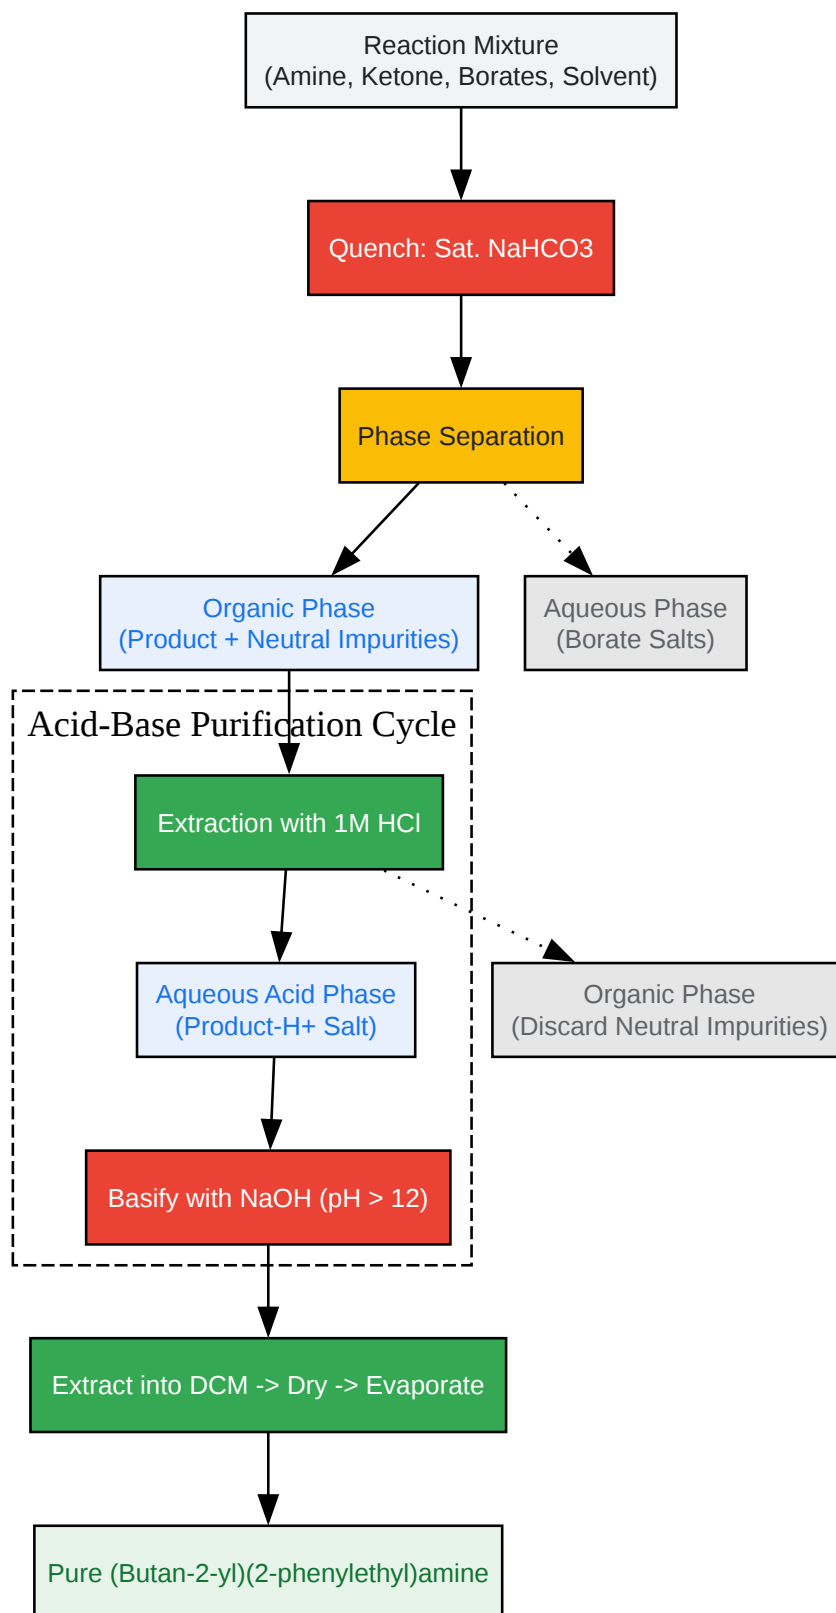 Reaction Mixture
(Amine, Ketone, Borates, Solvent)
Quench: Sat. NaHCO3
Phase Separation
Organic Phase
(Product + Neutral Impurities)
Aqueous Phase
(Borate Salts)
Acid-Base Purification Cycle
Extraction with 1M HCl
Aqueous Acid Phase
(Product-H+ Salt)
Organic Phase
(Discard Neutral Impurities)
Basify with NaOH (pH > 12)
Extract into DCM -> Dry -> Evaporate
Pure (Butan-2-yl)(2-phenylethyl)amine